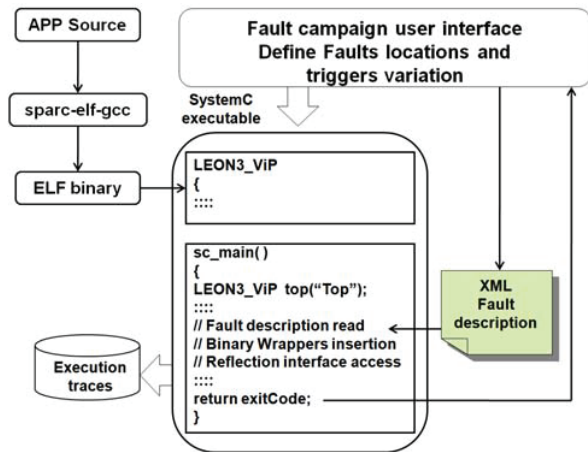 APP Source
Fault campaign user interface
Define Faults locations and
triggers variation
sparc-elf-gcc
SystemC
executable
ELF binary
LEON3_ViP
{
::::
sc_main( )
{
LEON3_ViP top(“Top”);
::::
// Fault description read
// Binary Wrappers insertion
// Reflection interface access
::::
return exitCode;
}
XML
Fault
description
Execution
traces